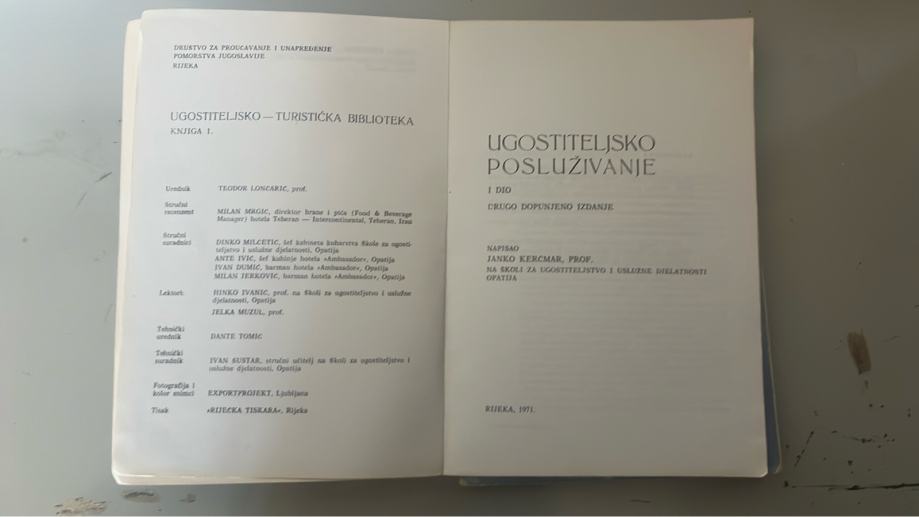 DRUŠTVO ZA PROUČAVANJE I UNAPREĐENJE
POMORSTVA JUGOSLAVIJE
RIJEKA
UGOSTITELJSKO — TURISTIČKA BIBLIOTEKA
KNJIGA 1.
Urednik TEODOR LONČARIĆ, prof.
Stručni
recenzent MILAN MRGIĆ, direktor hrane i pića (Food & Beverage
Manager) hotela Teheran — Intercontinental, Teheran, Iran
Stručni
suradnici DINKO MILČETIĆ, šef kabineta kuharstva Škole za ugosti-
teljstvo i uslužne djelatnosti, Opatija
ANTE IVIĆ, šef kuhinje hotela »Ambasador«, Opatija
IVAN DUMIĆ, barman hotela »Ambasador«, Opatija
MILAN JERKOVIĆ, barman hotela »Ambasador«, Opatija
Lektori: HINKO IVANIĆ, prof. na Školi za ugostiteljstvo i uslužne
djelatnosti, Opatija
JELKA MUŽUL, prof.
Tehnički
urednik DANTE TOMIĆ
Tehnički
suradnik IVAN ŠUSTAR, stručni učitelj na Školi za ugostiteljstvo i
uslužne djelatnosti, Opatija
Fotografija i
kolor snimci EXPORTPROJEKT, Ljubljana
Tisak »RIJEČKA TISKARA«, Rijeka
UGOSTITELJSKO
POSLUŽIVANJE
I DIO
DRUGO DOPUNJENO IZDANJE
NAPISAO
JANKO KERČMAR, PROF.
NA ŠKOLI ZA UGOSTITELJSTVO I USLUŽNE DJELATNOSTI
OPATIJA
RIJEKA, 1971.